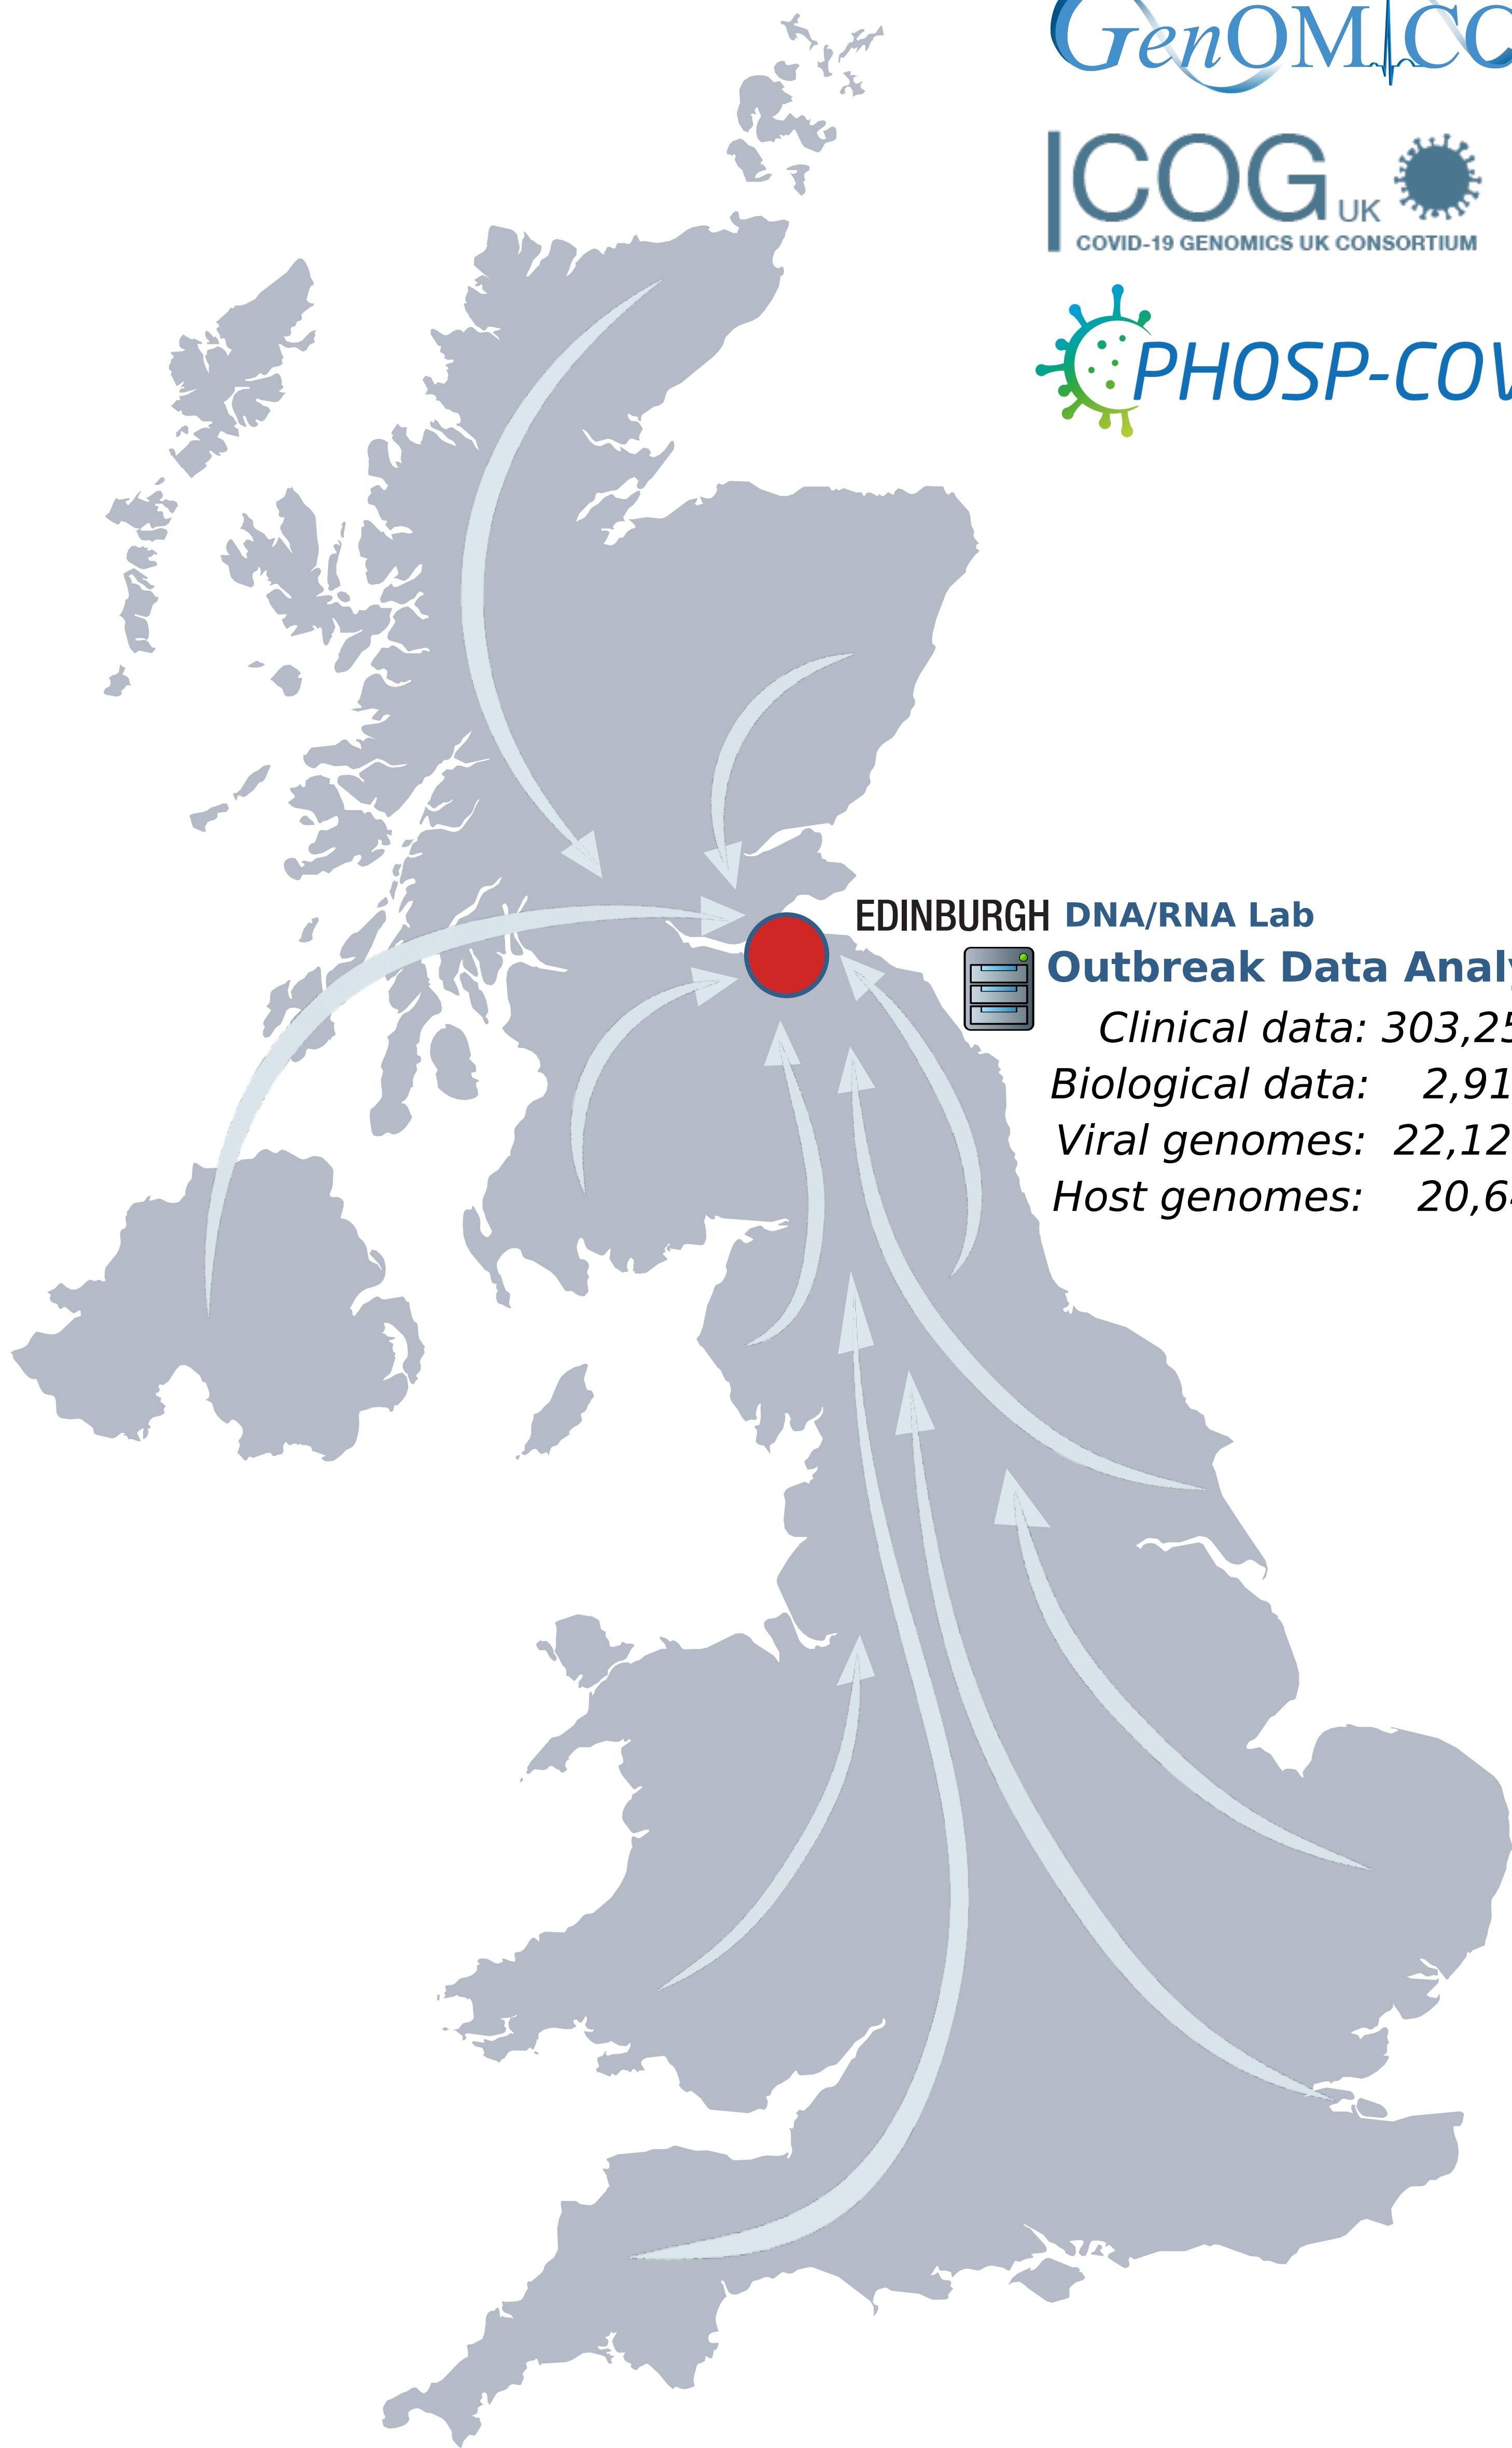 GenOMICC
COG UK
COVID-19 GENOMICS UK CONSORTIUM
PHOSP-COV
EDINBURGH DNA/RNA Lab
Outbreak Data Analy
Clinical data: 303,25
Biological data: 2,91
Viral genomes: 22,12
Host genomes: 20,64